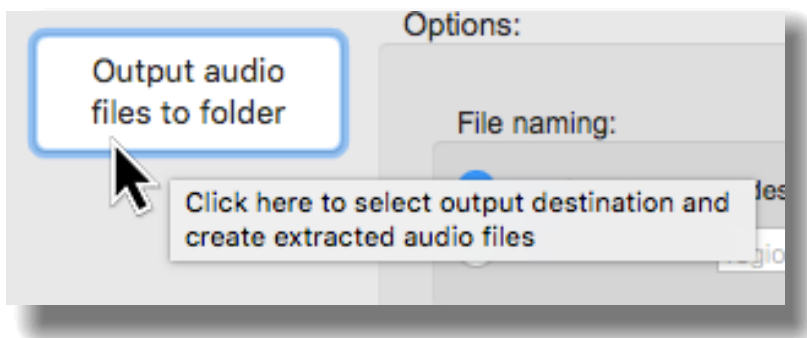 Options:
Output audio
files to folder
File naming:
Click here to select output destination and
create extracted audio files